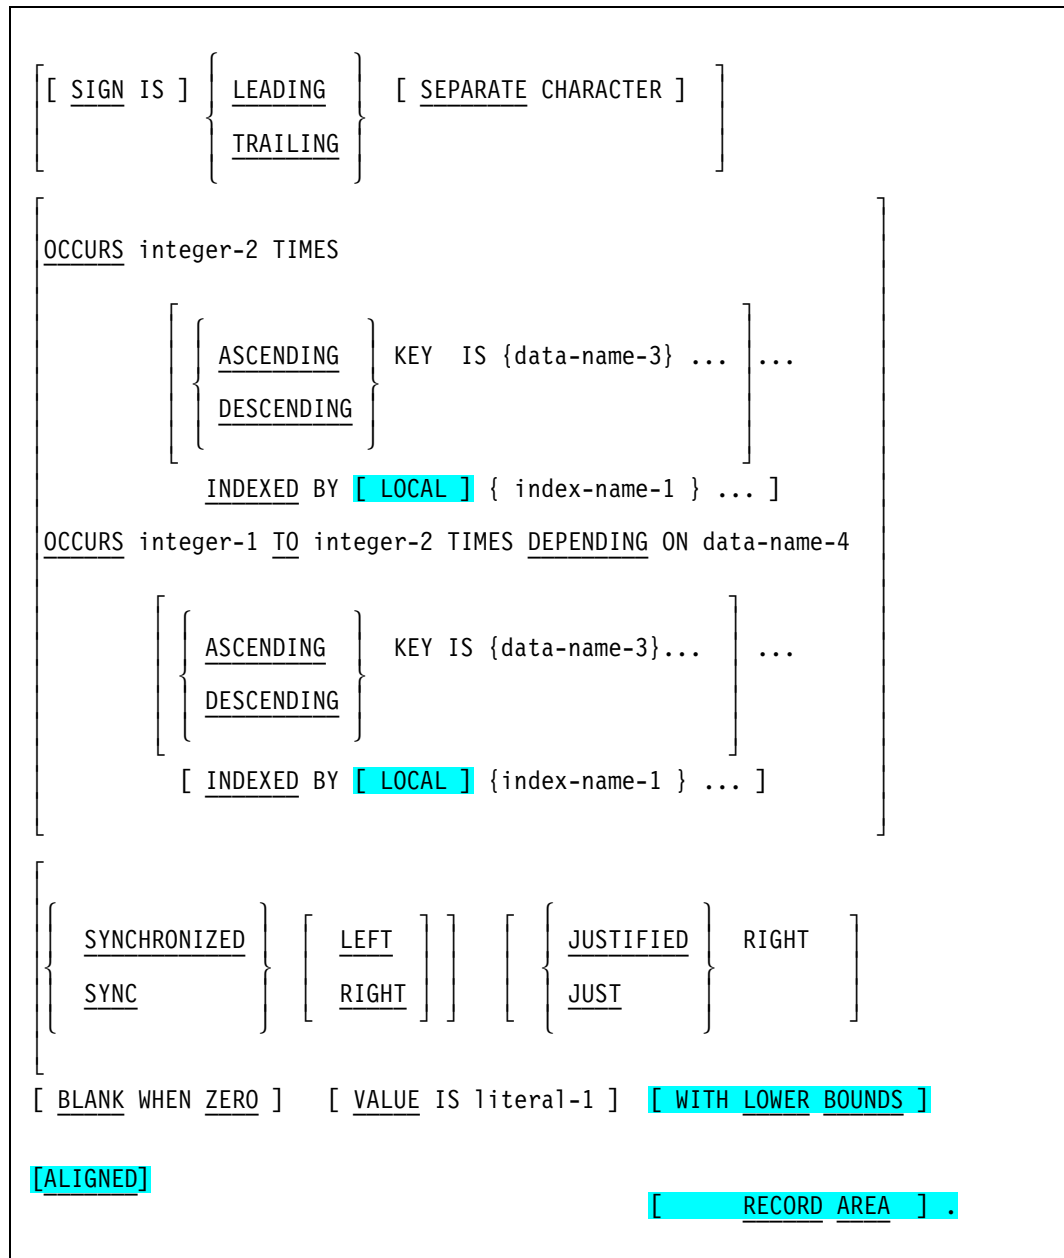 [ SIGN IS ] LEADING [ SEPARATE CHARACTER ]
TRAILING
OCCURS integer-2 TIMES
ASCENDING KEY IS {data-name-3} ... ...
DESCENDING
INDEXED BY [ LOCAL ] { index-name-1 } ... ]
OCCURS integer-1 TO integer-2 TIMES DEPENDING ON data-name-4
ASCENDING KEY IS {data-name-3}... ...
DESCENDING
[ INDEXED BY [ LOCAL ] {index-name-1 } ... ]
SYNCHRONIZED LEFT JUSTIFIED RIGHT
SYNC RIGHT JUST
[ BLANK WHEN ZERO ] [ VALUE IS literal-1 ] [ WITH LOWER BOUNDS ]
[ALIGNED]
[ RECORD AREA ] .